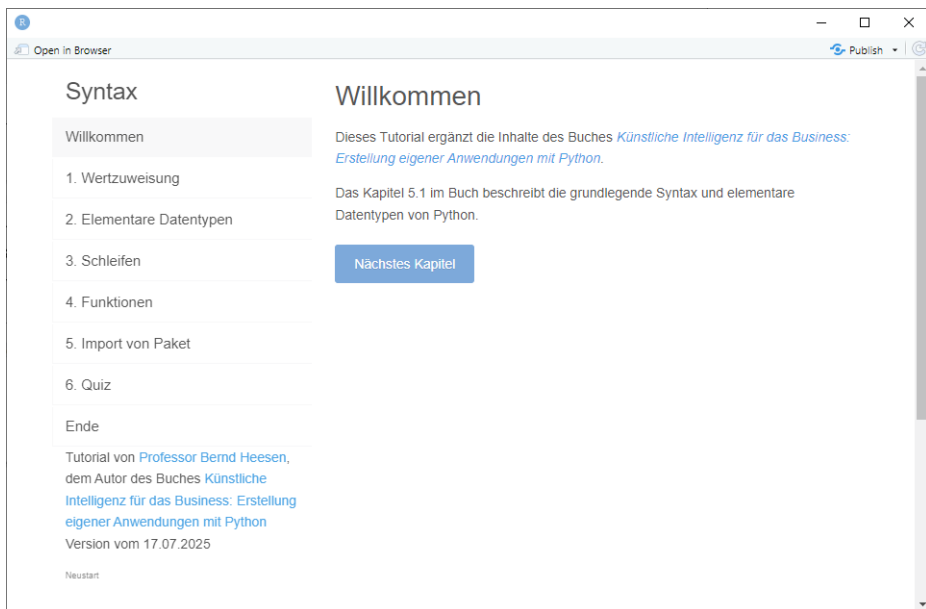 R
Open in Browser
Publish
Syntax
Willkommen
1. Wertzuweisung
2. Elementare Datentypen
3. Schleifen
4. Funktionen
5. Import von Paket
6. Quiz
Ende
Tutorial von Professor Bernd Heesen,
dem Autor des Buches Künstliche
Intelligenz für das Business: Erstellung
eigener Anwendungen mit Python
Version vom 17.07.2025
Neustart
Willkommen
Dieses Tutorial ergänzt die Inhalte des Buches Künstliche Intelligenz für das Business:
Erstellung eigener Anwendungen mit Python.
Das Kapitel 5.1 im Buch beschreibt die grundlegende Syntax und elementare
Datentypen von Python.
Nächstes Kapitel